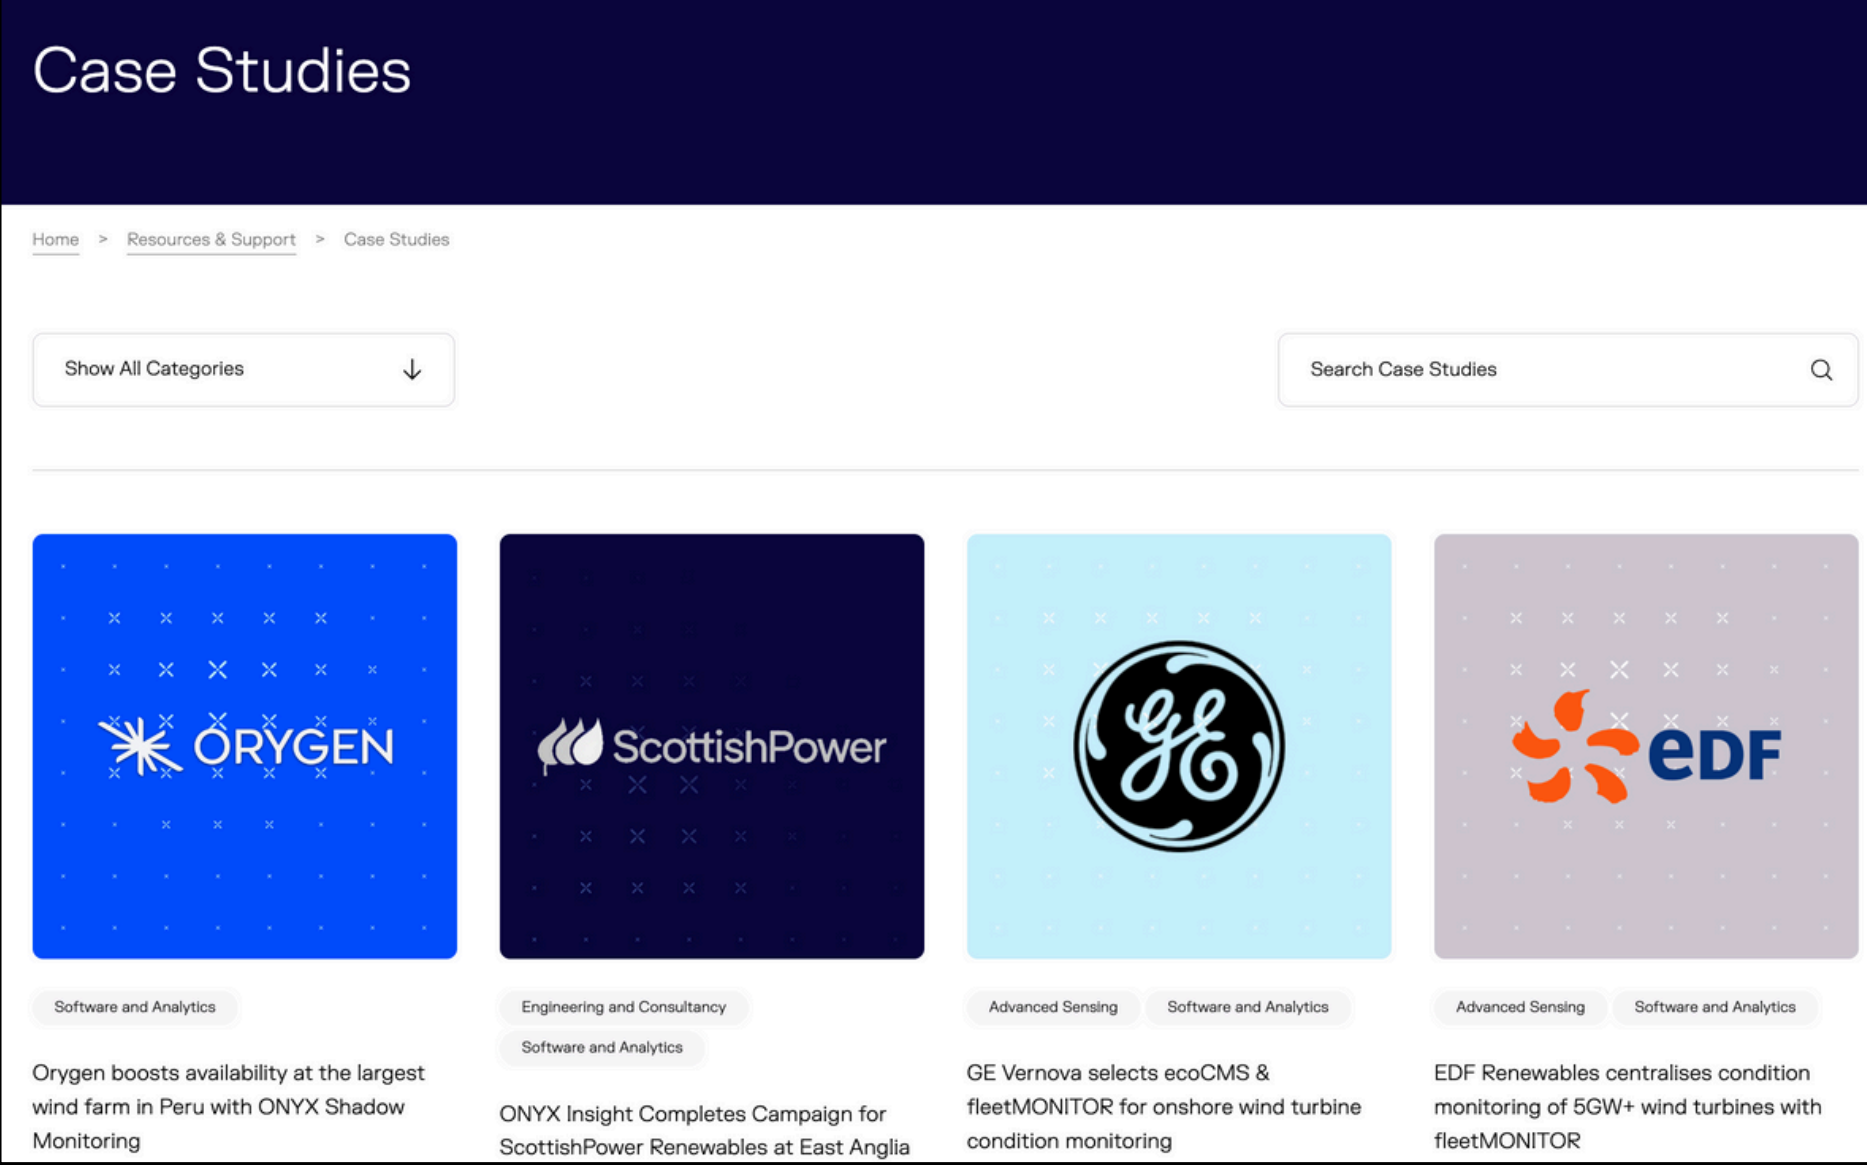 Case Studies
Home > Resources & Support > Case Studies
Show All Categories
Search Case Studies
ORYGEN
ScottishPower
GE
eDF
Software and Analytics
Engineering and Consultancy
Software and Analytics
Advanced Sensing
Software and Analytics
Advanced Sensing
Software and Analytics
Orygen boosts availability at the largest
wind farm in Peru with ONYX Shadow
Monitoring
ONYX Insight Completes Campaign for
ScottishPower Renewables at East Anglia
GE Vernova selects ecoCMS &
fleetMONITOR for onshore wind turbine
condition monitoring
EDF Renewables centralises condition
monitoring of 5GW+ wind turbines with
fleetMONITOR